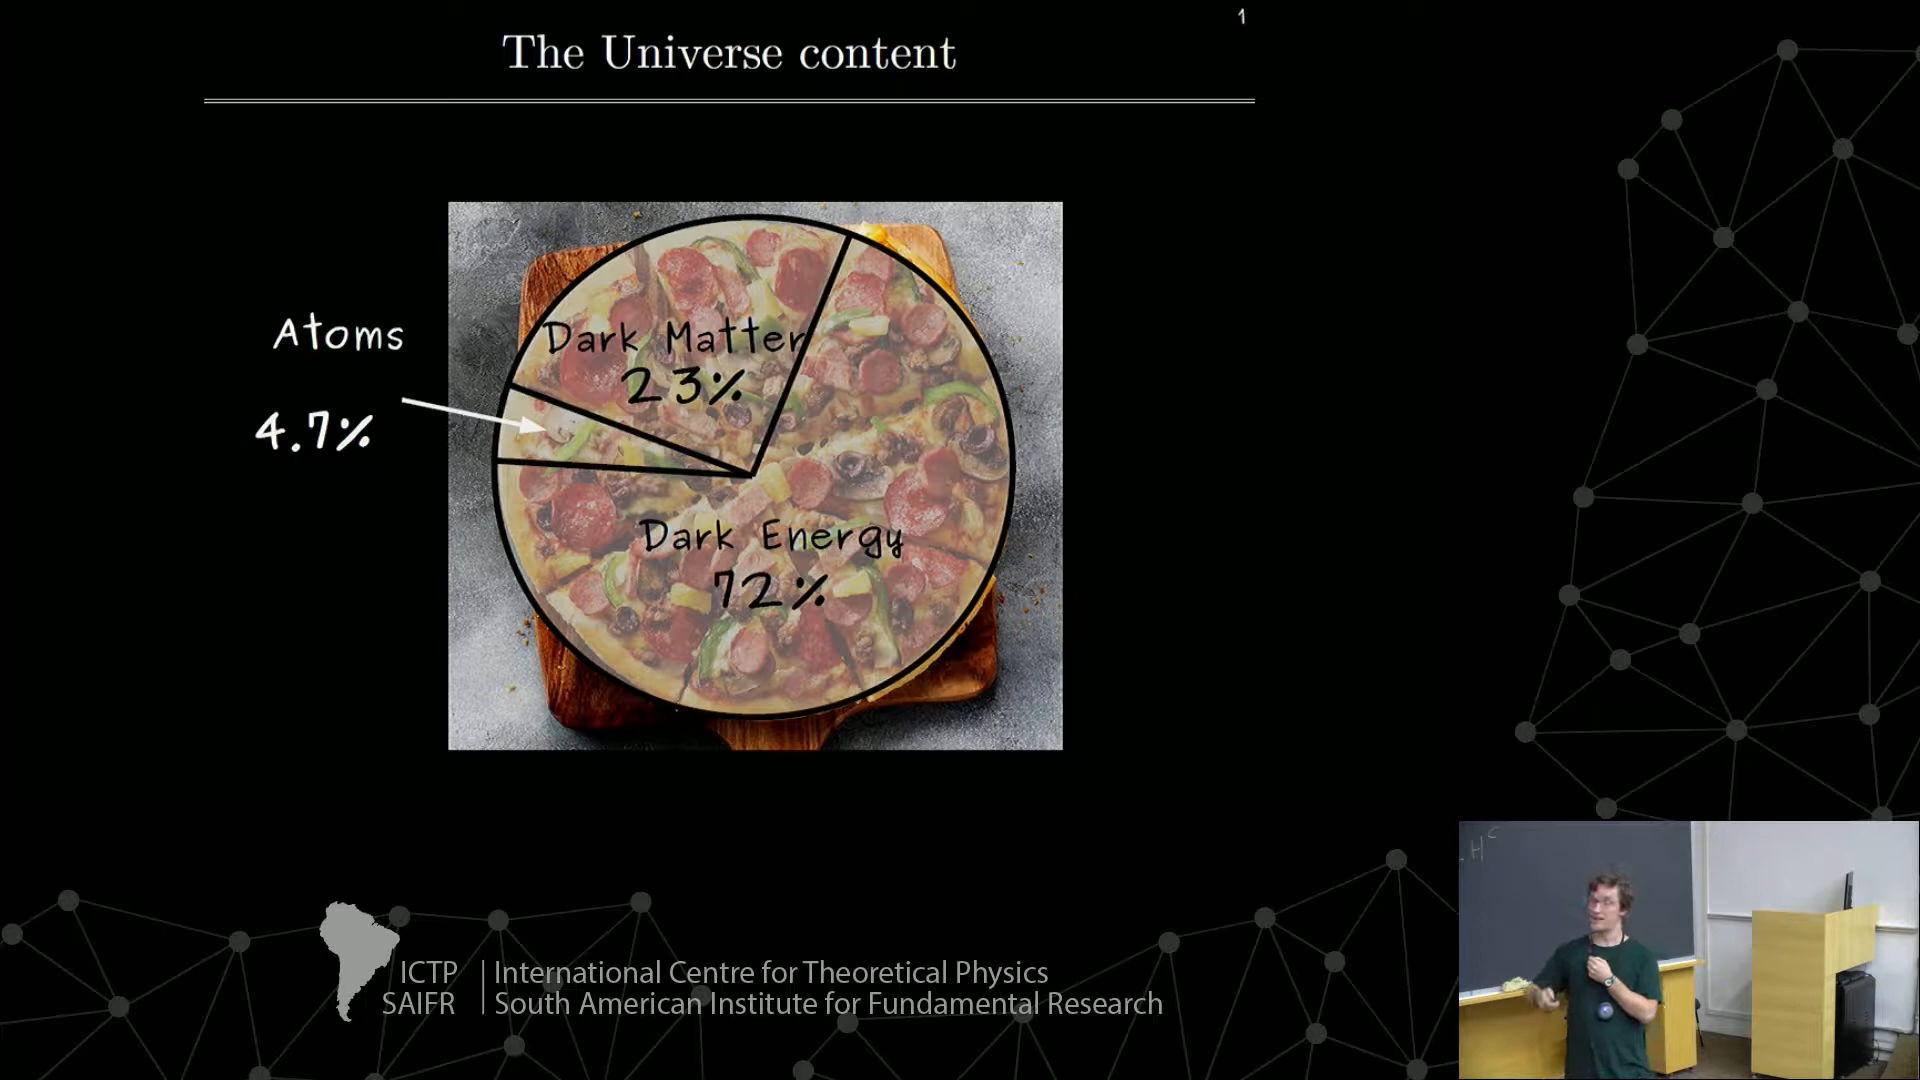 1
The Universe content
Atoms
4.7%
Dark Matter
23%
Dark Energy
72%
ICTP
SAIFR
International Centre for Theoretical Physics
South American Institute for Fundamental Research
H